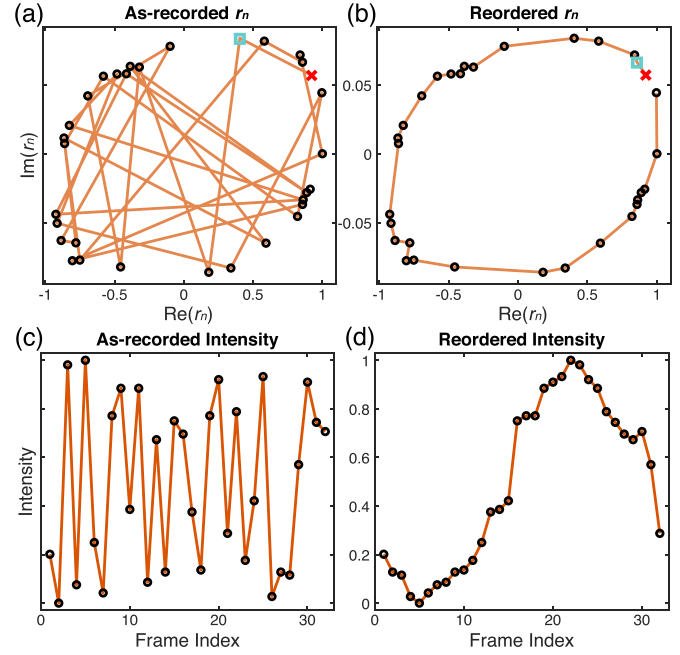 (a) As-recorded rn
(b) Reordered rn
Im(rn)
0.05
0
-0.05
-1 -0.5 0 0.5 1
-1 -0.5 0 0.5 1
Re(rn)
Re(rn)
(c) As-recorded Intensity
(d) Reordered Intensity
Intensity
1
0.8
0.6
0.4
0.2
0
0 10 20 30
0 10 20 30
Frame Index
Frame Index